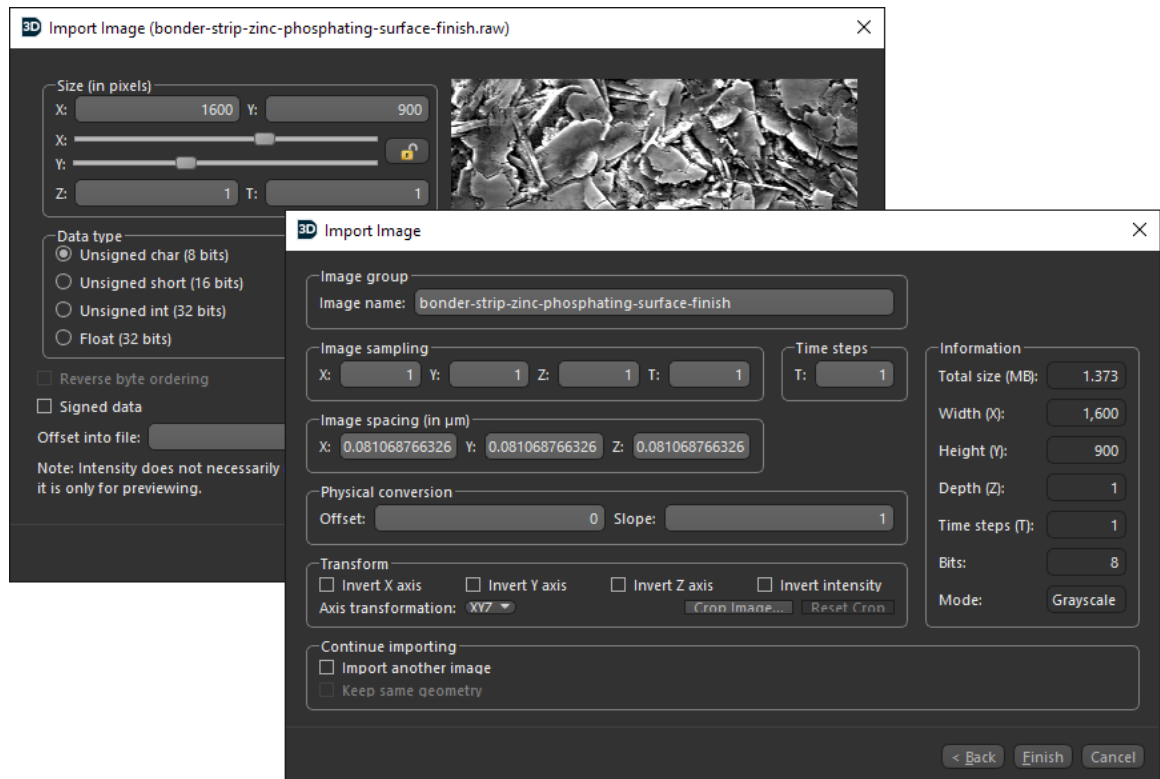 3D Import Image (bonder-strip-zinc-phosphating-surface-finish.raw)
Size (in pixels)
X: 1600 Y: 900
X:
Y:
Z: 1 T: 1
Data type
Unsigned char (8 bits)
Unsigned short (16 bits)
Unsigned int (32 bits)
Float (32 bits)
Reverse byte ordering
Signed data
Offset into file:
Note: Intensity does not necessarily
it is only for previewing.
3D Import Image
Image group
Image name: bonder-strip-zinc-phosphating-surface-finish
Image sampling
X: 1 Y: 1 Z: 1 T: 1
Time steps
T: 1
Image spacing (in µm)
X: 0.081068766326 Y: 0.081068766326 Z: 0.081068766326
Physical conversion
Offset: 0 Slope: 1
Transform
Invert X axis Invert Y axis Invert Z axis Invert intensity
Axis transformation: XYZ Crop Image... Reset Crop
Information
Total size (MB): 1.373
Width (X): 1,600
Height (Y): 900
Depth (Z): 1
Time steps (T): 1
Bits: 8
Mode: Grayscale
Continue importing
Import another image
Keep same geometry
< Back Finish Cancel